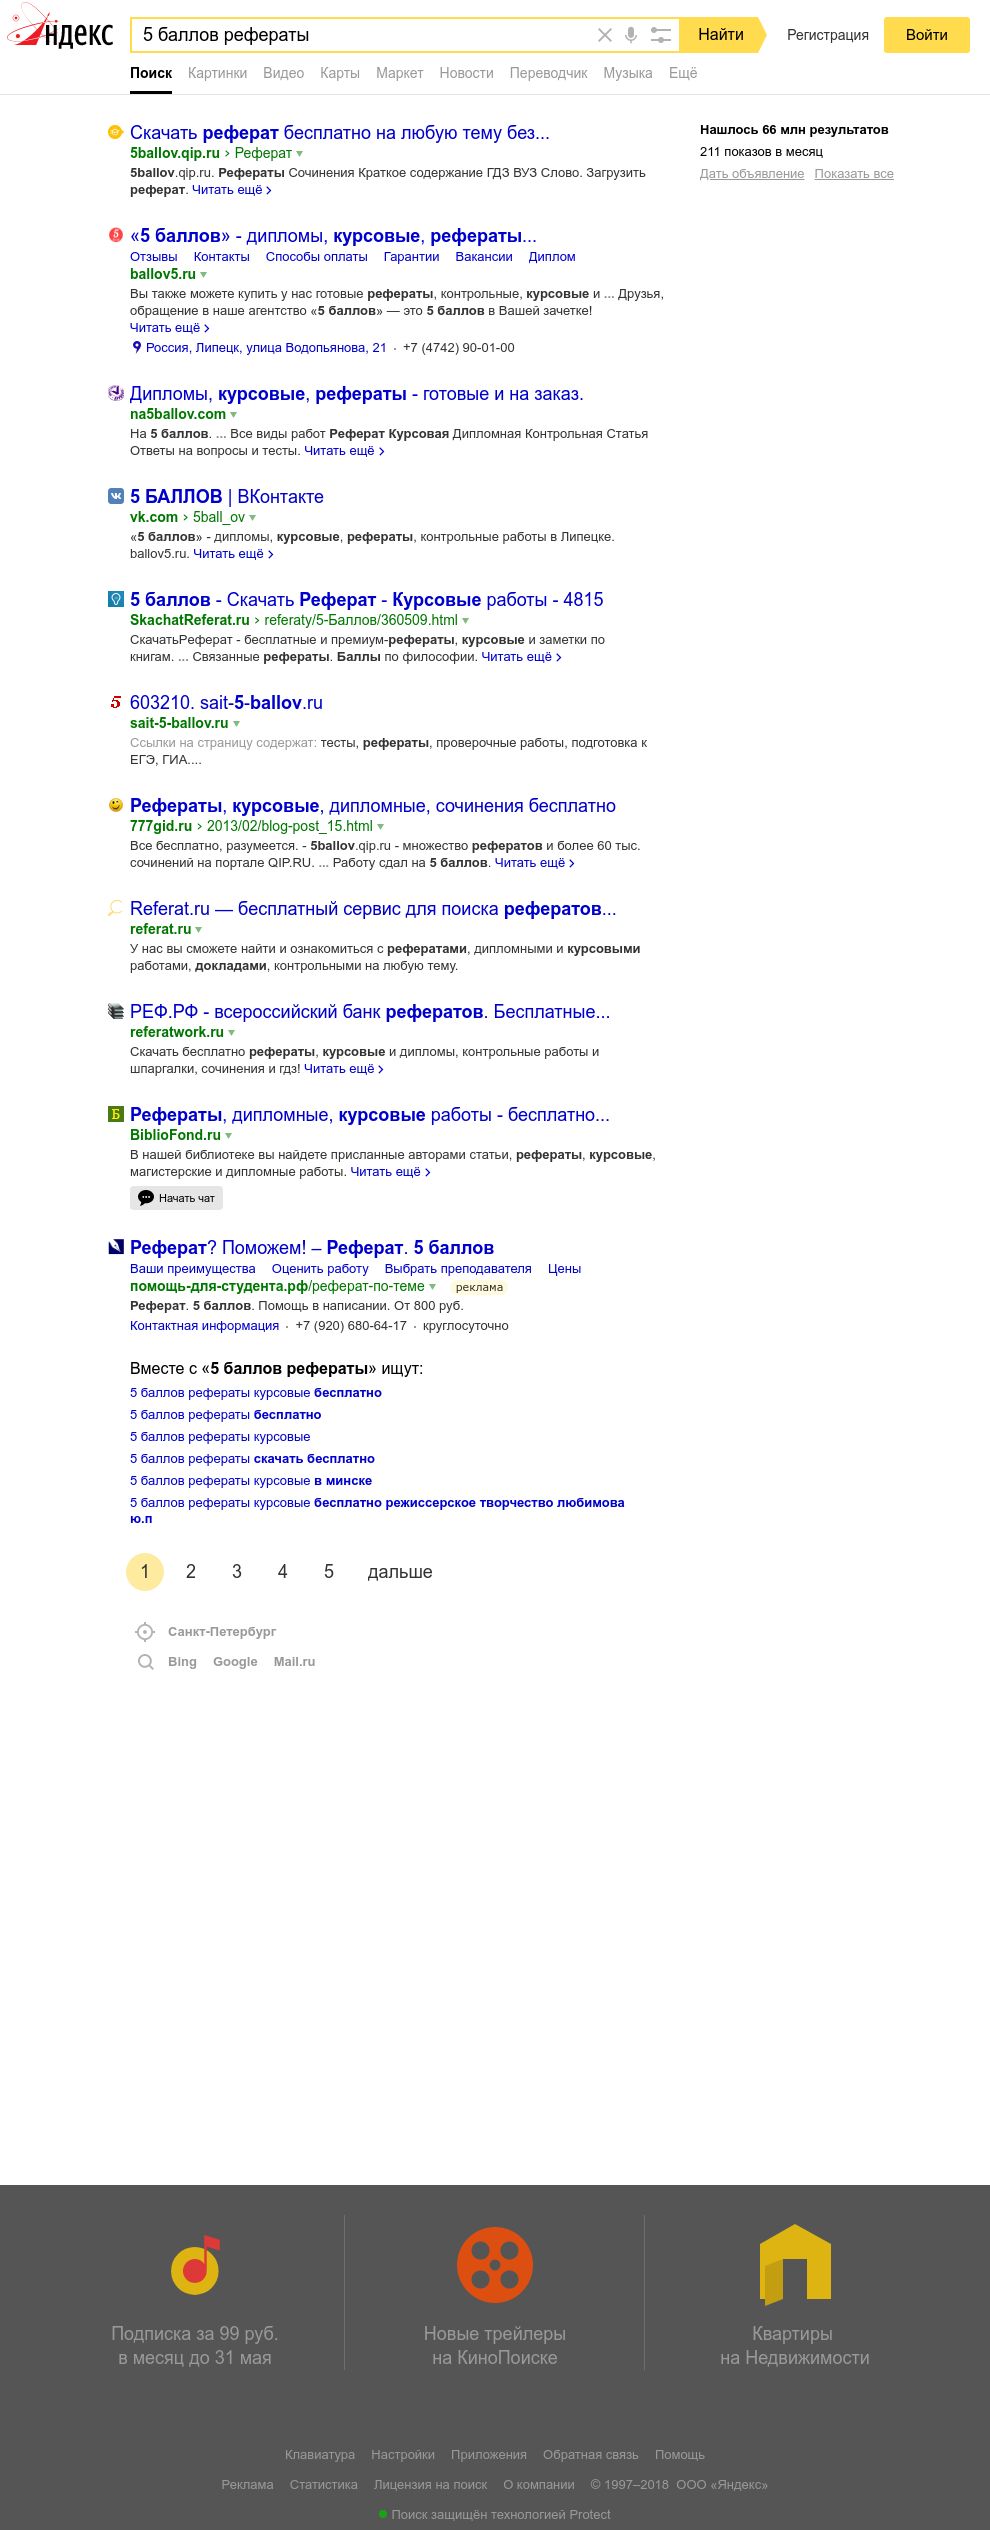 Яндекс
5 баллов рефераты
Найти
Регистрация
Войти
Поиск Картинки Видео Карты Маркет Новости Переводчик Музыка Ещё
Скачать реферат бесплатно на любую тему без...
5ballov.qip.ru › Реферат
5ballov.qip.ru. Рефераты Сочинения Краткое содержание ГДЗ ВУЗ Слово. Загрузить
реферат. Читать ещё ›
Нашлось 66 млн результатов
211 показов в месяц
Дать объявление Показать все
«5 баллов» - дипломы, курсовые, рефераты...
Отзывы Контакты Способы оплаты Гарантии Вакансии Диплом
ballov5.ru
Вы также можете купить у нас готовые рефераты, контрольные, курсовые и ... Друзья,
обращение в наше агентство «5 баллов» — это 5 баллов в Вашей зачетке!
Читать ещё ›
Россия, Липецк, улица Водопьянова, 21 · +7 (4742) 90-01-00
Дипломы, курсовые, рефераты - готовые и на заказ.
na5ballov.com
На 5 баллов. ... Все виды работ Реферат Курсовая Дипломная Контрольная Статья
Ответы на вопросы и тесты. Читать ещё ›
5 БАЛЛОВ | ВКонтакте
vk.com › 5ball_ov
«5 баллов» - дипломы, курсовые, рефераты, контрольные работы в Липецке.
ballov5.ru. Читать ещё ›
5 баллов - Скачать Реферат - Курсовые работы - 4815
SkachatReferat.ru › referaty/5-Баллов/360509.html
СкачатьРеферат - бесплатные и премиум-рефераты, курсовые и заметки по
книгам. ... Связанные рефераты. Баллы по философии. Читать ещё ›
603210. sait-5-ballov.ru
sait-5-ballov.ru
Ссылки на страницу содержат: тесты, рефераты, проверочные работы, подготовка к
ЕГЭ, ГИА....
Рефераты, курсовые, дипломные, сочинения бесплатно
777gid.ru › 2013/02/blog-post_15.html
Все бесплатно, разумеется. - 5ballov.qip.ru - множество рефератов и более 60 тыс.
сочинений на портале QIP.RU. ... Работу сдал на 5 баллов. Читать ещё ›
Referat.ru — бесплатный сервис для поиска рефератов...
referat.ru
У нас вы сможете найти и ознакомиться с рефератами, дипломными и курсовыми
работами, докладами, контрольными на любую тему.
РЕФ.РФ - всероссийский банк рефератов. Бесплатные...
referatwork.ru
Скачать бесплатно рефераты, курсовые и дипломы, контрольные работы и
шпаргалки, сочинения и гдз! Читать ещё ›
Рефераты, дипломные, курсовые работы - бесплатно...
BiblioFond.ru
В нашей библиотеке вы найдете присланные авторами статьи, рефераты, курсовые,
магистерские и дипломные работы. Читать ещё ›
Начать чат
Реферат? Поможем! – Реферат. 5 баллов
Ваши преимущества Оценить работу Выбрать преподавателя Цены
помощь-для-студента.рф/реферат-по-теме реклама
Реферат. 5 баллов. Помощь в написании. От 800 руб.
Контактная информация · +7 (920) 680-64-17 · круглосуточно
Вместе с «5 баллов рефераты» ищут:
5 баллов рефераты курсовые бесплатно
5 баллов рефераты бесплатно
5 баллов рефераты курсовые
5 баллов рефераты скачать бесплатно
5 баллов рефераты курсовые в минске
5 баллов рефераты курсовые бесплатно режиссерское творчество любимова
ю.п
1 2 3 4 5 дальше
Санкт-Петербург
Bing Google Mail.ru
Подписка за 99 руб.
в месяц до 31 мая
Новые трейлеры
на КиноПоиске
Квартиры
на Недвижимости
Клавиатура Настройки Приложения Обратная связь Помощь
Реклама Статистика Лицензия на поиск О компании © 1997–2018 ООО «Яндекс»
Поиск защищён технологией Protect